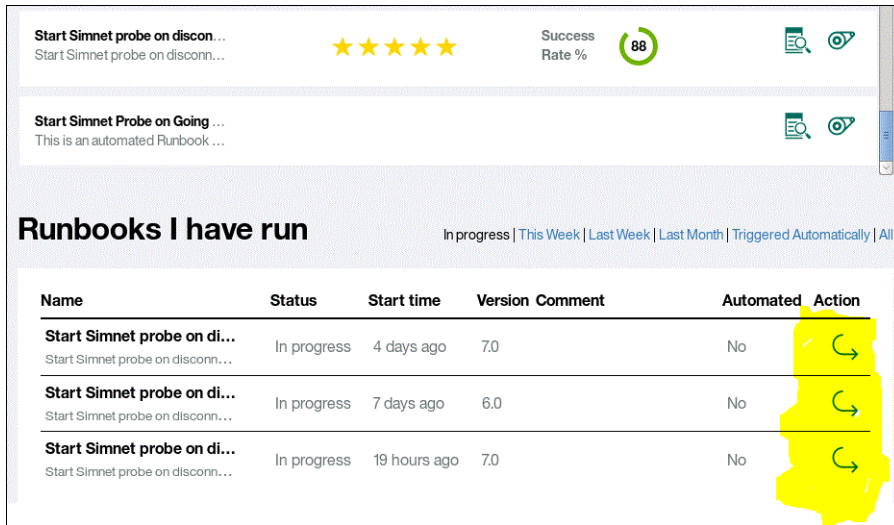 Start Simnet probe on discon...
Start Simnet probe on disconn...
Success
Rate %
88
Start Simnet Probe on Going ...
This is an automated Runbook ...
Runbooks I have run
In progress | This Week | Last Week | Last Month | Triggered Automatically | All
Name Status Start time Version Comment Automated Action
Start Simnet probe on di...
In progress 4 days ago 7.0 No
Start Simnet probe on disconn...
Start Simnet probe on di...
In progress 7 days ago 6.0 No
Start Simnet probe on disconn...
Start Simnet probe on di...
In progress 19 hours ago 7.0 No
Start Simnet probe on disconn...